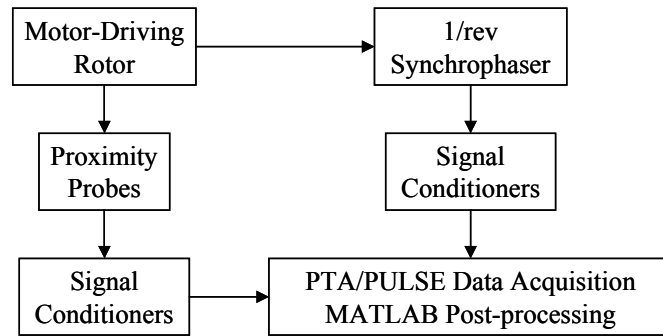 Motor-Driving
Rotor
1/rev
Synchrophaser
Proximity
Probes
Signal
Conditioners
Signal
Conditioners
PTA/PULSE Data Acquisition
MATLAB Post-processing